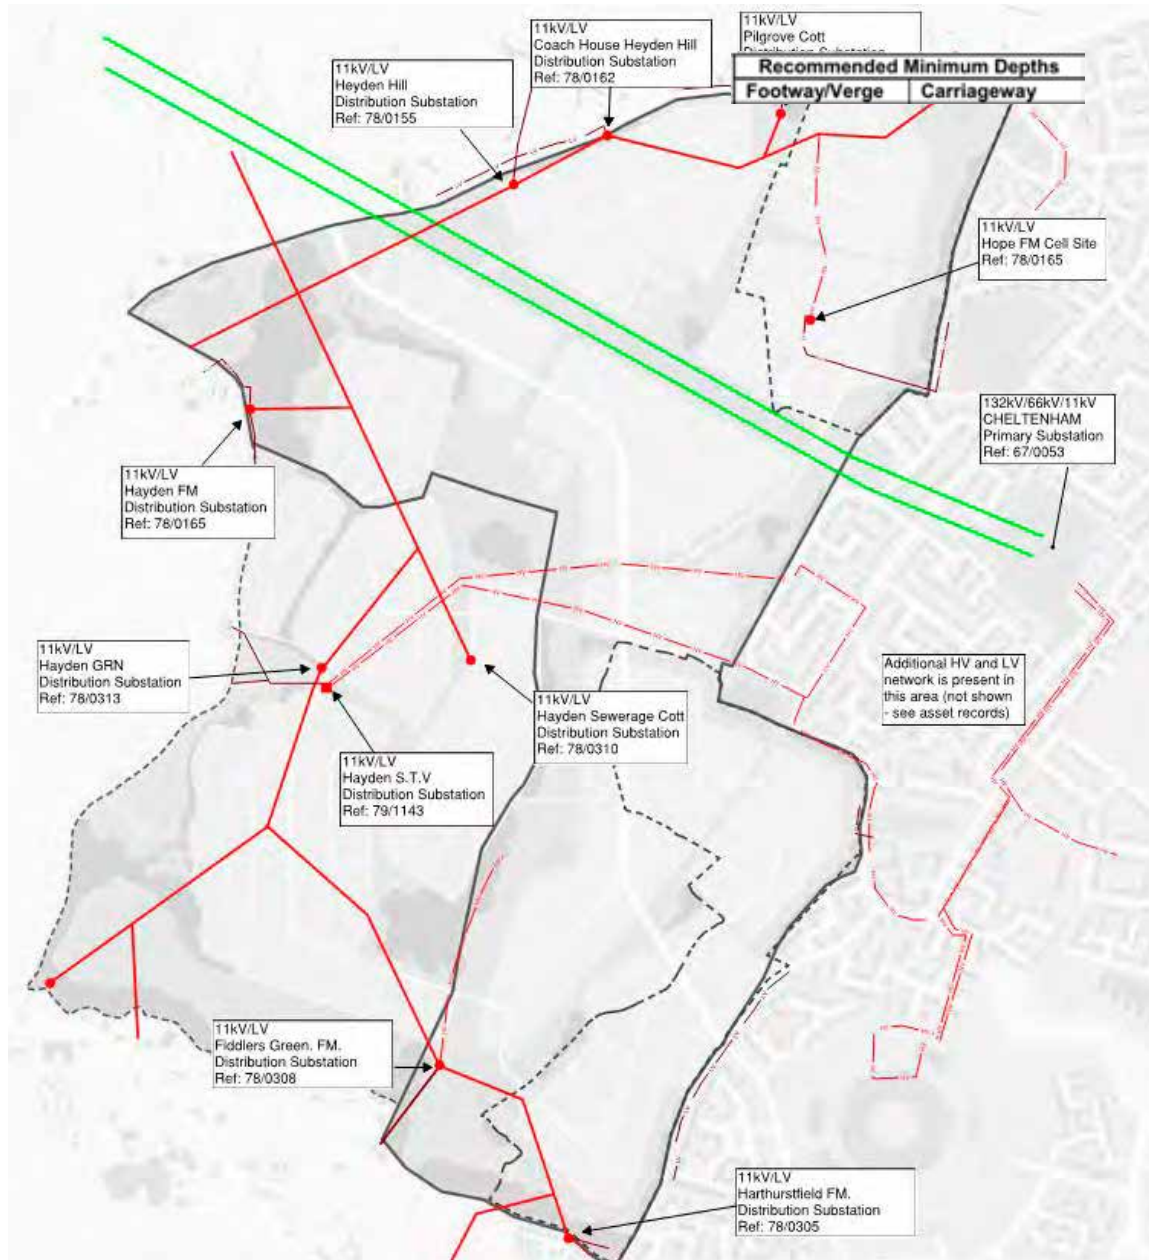 11kV/LV
Pilgrove Cott
Distribution Substation
Recommended Minimum Depths
Footway/Verge Carriageway
11kV/LV
Coach House Heyden Hill
Distribution Substation
Ref: 78/0162
11kV/LV
Heyden Hill
Distribution Substation
Ref: 78/0155
11kV/LV
Hope FM Cell Site
Ref: 78/0165
132kV/66kV/11kV
CHELTENHAM
Primary Substation
Ref: 67/0053
11kV/LV
Hayden FM
Distribution Substation
Ref: 78/0165
11kV/LV
Hayden GRN
Distribution Substation
Ref: 78/0313
Additional HV and LV
network is present in
this area (not shown
- see asset records)
11kV/LV
Hayden Sewerage Cott
Distribution Substation
Ref: 78/0310
11kV/LV
Hayden S.T.V
Distribution Substation
Ref: 79/1143
11kV/LV
Fiddlers Green. FM.
Distribution Substation
Ref: 78/0308
11kV/LV
Harthurstfield FM.
Distribution Substation
Ref: 78/0305